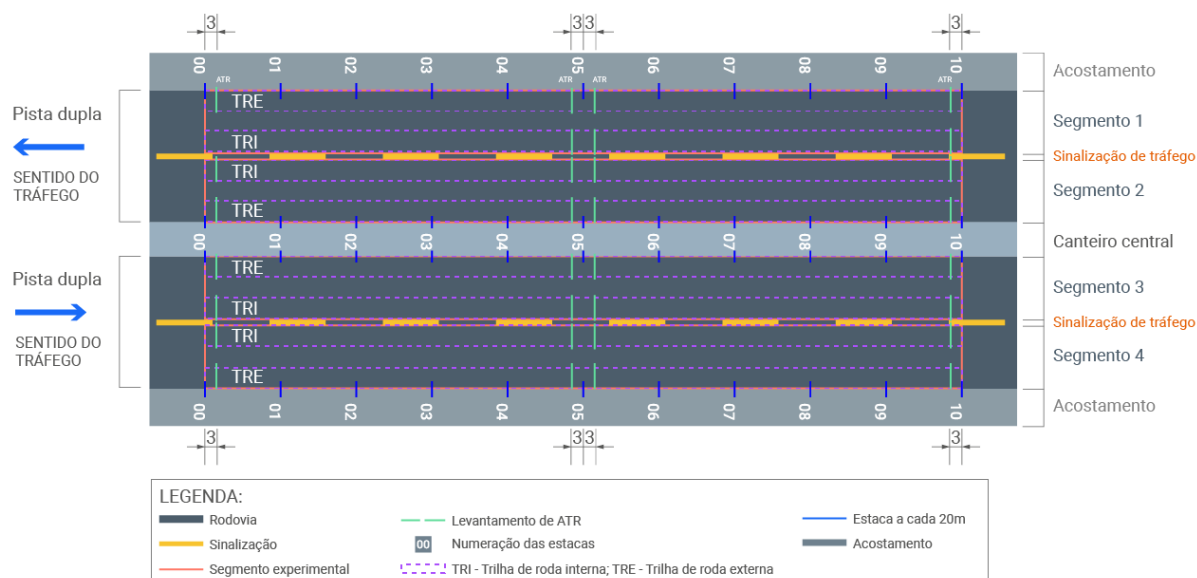 3 3 3 3
00 01 02 03 04 05 06 07 08 09 10
ATR ATR ATR ATR
Acostamento
Pista dupla
SENTIDO DO
TRÁFEGO
TRE
TRI
TRI
TRE
Segmento 1
Sinalização de tráfego
Segmento 2
00 01 02 03 04 05 06 07 08 09 10
Canteiro central
Pista dupla
SENTIDO DO
TRÁFEGO
TRE
TRI
TRI
TRE
Segmento 3
Sinalização de tráfego
Segmento 4
00 01 02 03 04 05 06 07 08 09 10
Acostamento
3 3 3 3
LEGENDA:
Rodovia
Levantamento de ATR
Estaca a cada 20m
Sinalização
00 Numeração das estacas
Acostamento
Segmento experimental
TRI - Trilha de roda interna; TRE - Trilha de roda externa